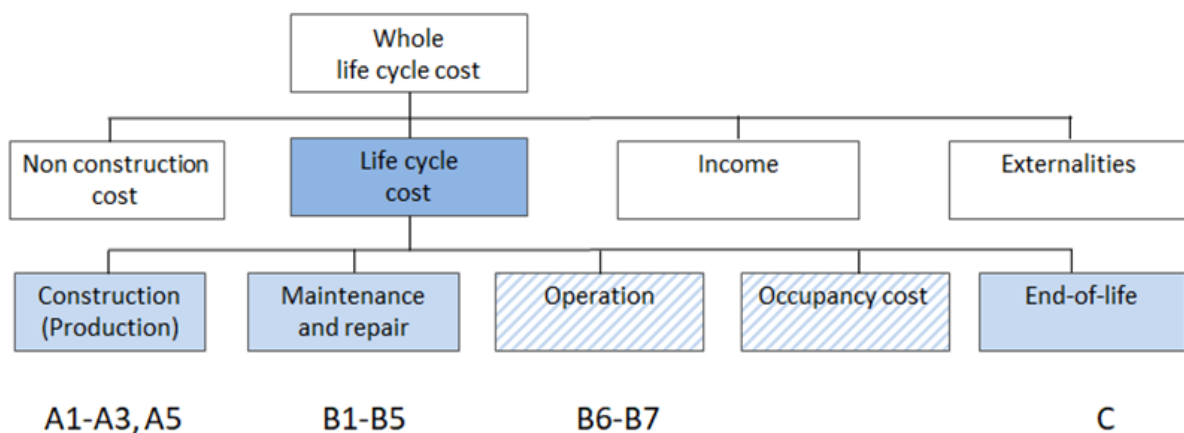 Whole
life cycle cost
Non construction
cost
Life cycle
cost
Income
Externalities
Construction
(Production)
Maintenance
and repair
Operation
Occupancy cost
End-of-life
A1-A3, A5
B1-B5
B6-B7
C